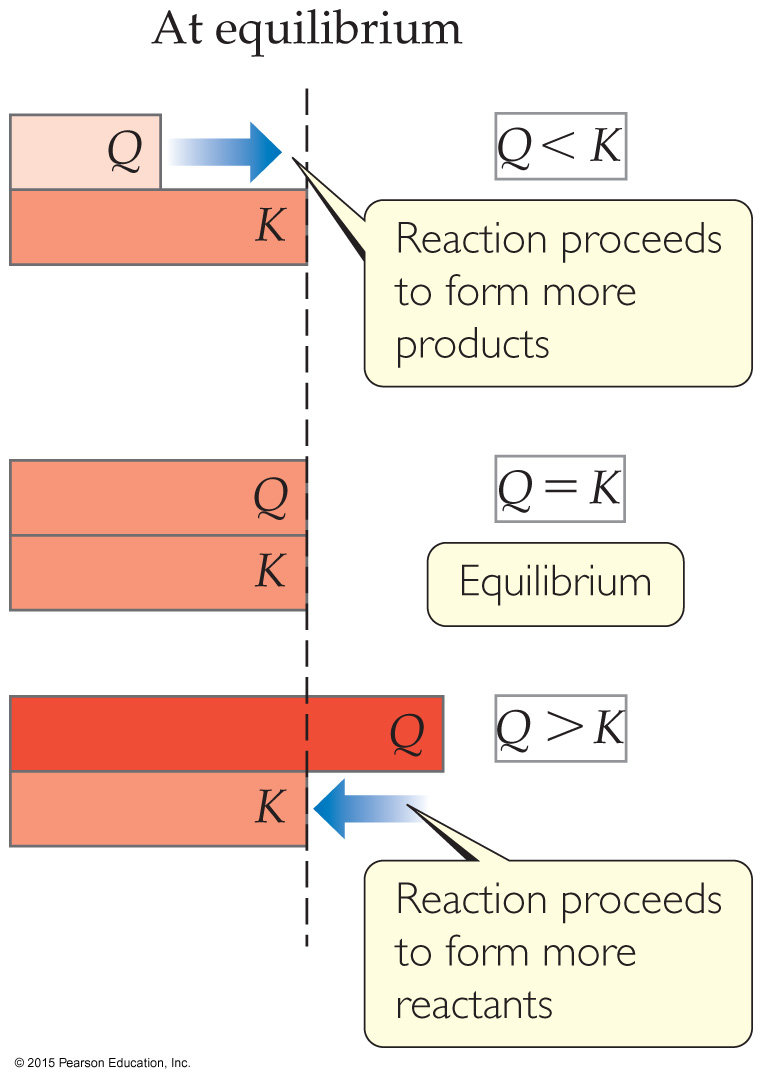 At equilibrium
Q
Q < K
K
Reaction proceeds
to form more
products
Q
Q = K
K
Equilibrium
Q
Q > K
K
Reaction proceeds
to form more
reactants
© 2015 Pearson Education, Inc.